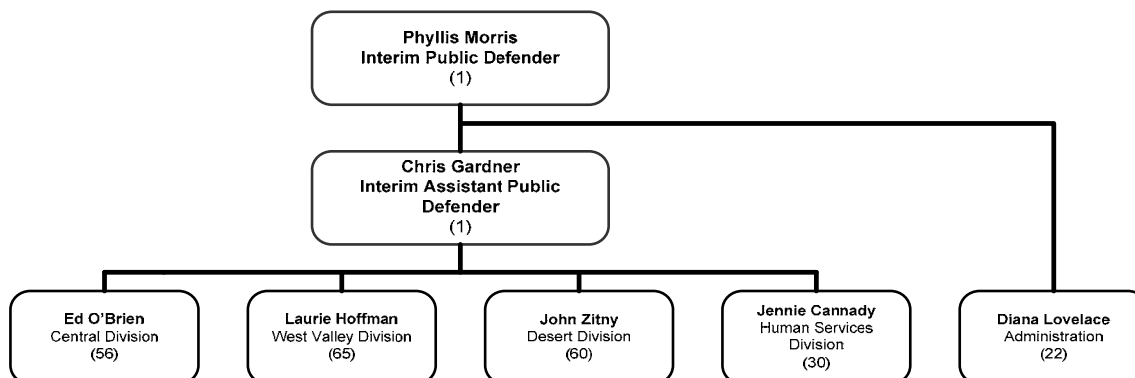 Phyllis Morris
Interim Public Defender
(1)
Chris Gardner
Interim Assistant Public
Defender
(1)
Ed O'Brien
Central Division
(56)
Laurie Hoffman
West Valley Division
(65)
John Zitny
Desert Division
(60)
Jennie Cannady
Human Services
Division
(30)
Diana Lovelace
Administration
(22)